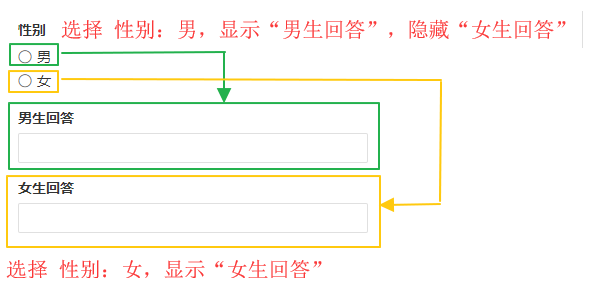 性别 选择 性别：男，显示“男生回答”，隐藏“女生回答”
男
女
男生回答
女生回答
选择 性别：女，显示“女生回答”